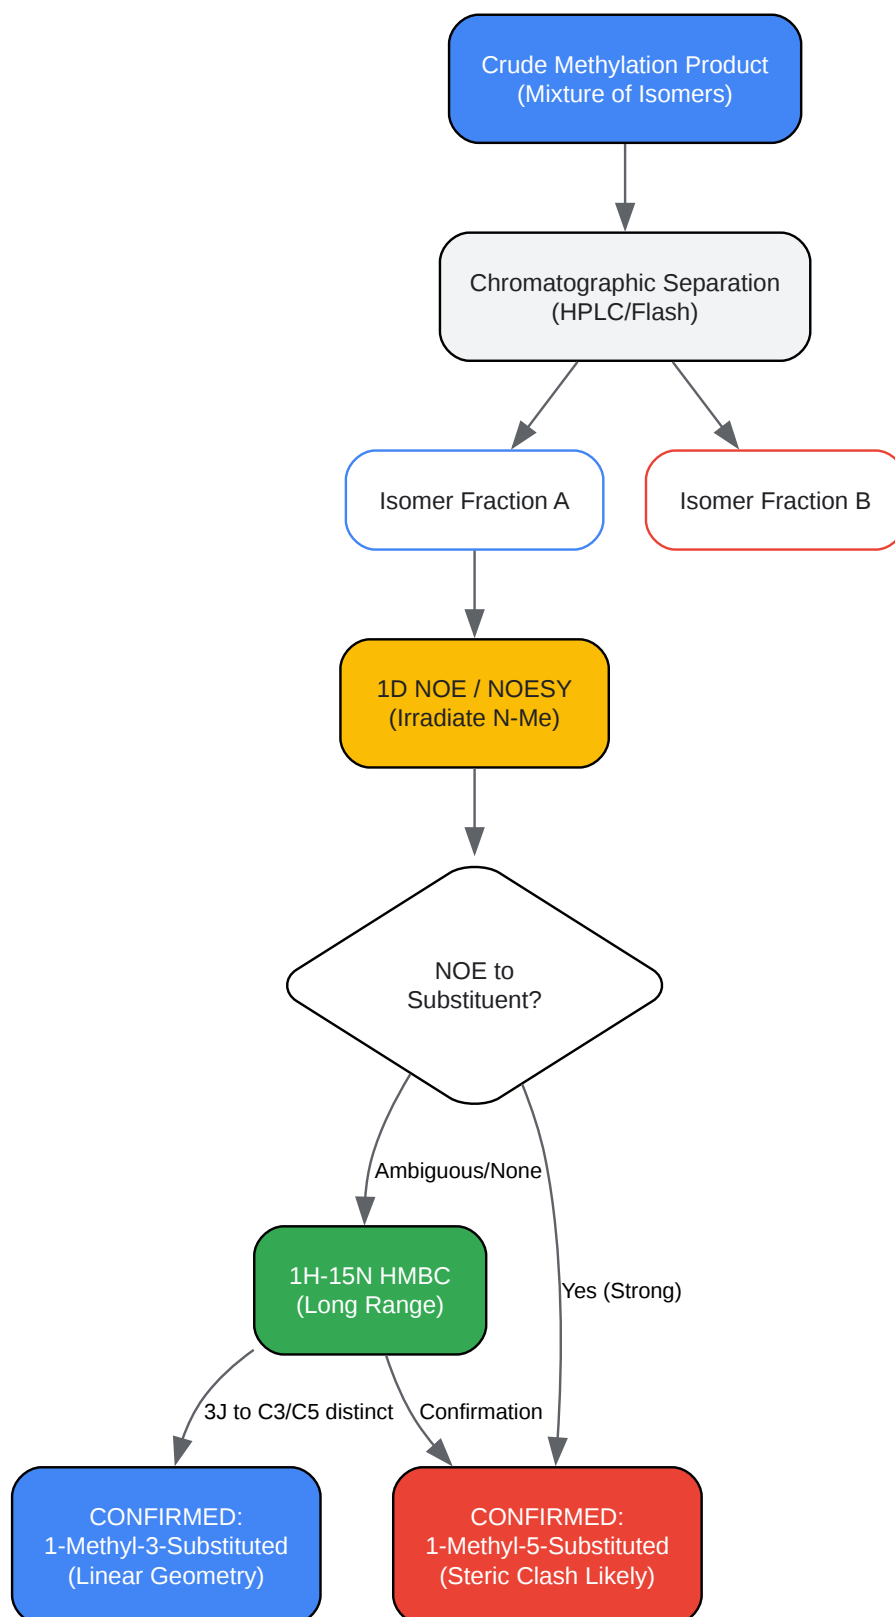 Crude Methylation Product
(Mixture of Isomers)
Chromatographic Separation
(HPLC/Flash)
Isomer Fraction A
Isomer Fraction B
1D NOE / NOESY
(Irradiate N-Me)
NOE to
Substituent?
Ambiguous/None
1H-15N HMBC
(Long Range)
Yes (Strong)
3J to C3/C5 distinct
Confirmation
CONFIRMED:
1-Methyl-3-Substituted
(Linear Geometry)
CONFIRMED:
1-Methyl-5-Substituted
(Steric Clash Likely)